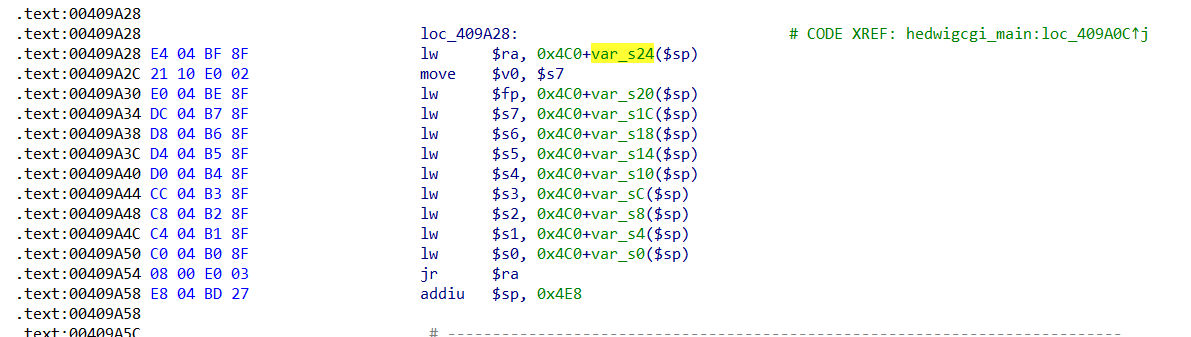 .text:00409A28
.text:00409A28 loc_409A28: # CODE XREF: hedwigcgi_main:loc_409A0C↑j
.text:00409A28 E4 04 BF 8F lw $ra, 0x4C0+var_s24($sp)
.text:00409A2C 21 10 E0 02 move $v0, $s7
.text:00409A30 E0 04 BE 8F lw $fp, 0x4C0+var_s20($sp)
.text:00409A34 DC 04 B7 8F lw $s7, 0x4C0+var_s1C($sp)
.text:00409A38 D8 04 B6 8F lw $s6, 0x4C0+var_s18($sp)
.text:00409A3C D4 04 B5 8F lw $s5, 0x4C0+var_s14($sp)
.text:00409A40 D0 04 B4 8F lw $s4, 0x4C0+var_s10($sp)
.text:00409A44 CC 04 B3 8F lw $s3, 0x4C0+var_sC($sp)
.text:00409A48 C8 04 B2 8F lw $s2, 0x4C0+var_s8($sp)
.text:00409A4C C4 04 B1 8F lw $s1, 0x4C0+var_s4($sp)
.text:00409A50 C0 04 B0 8F lw $s0, 0x4C0+var_s0($sp)
.text:00409A54 08 00 E0 03 jr $ra
.text:00409A58 E8 04 BD 27 addiu $sp, 0x4E8
.text:00409A58
.text:00409A5C # ---------------------------------------------------------------------------